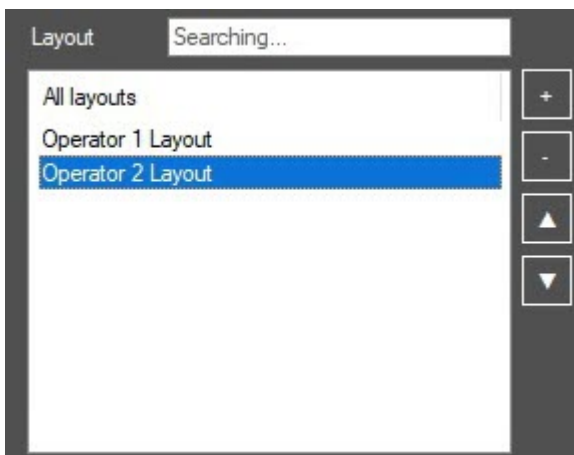 Layout Searching...
All layouts
+
Operator 1 Layout
-
Operator 2 Layout
▲
▼